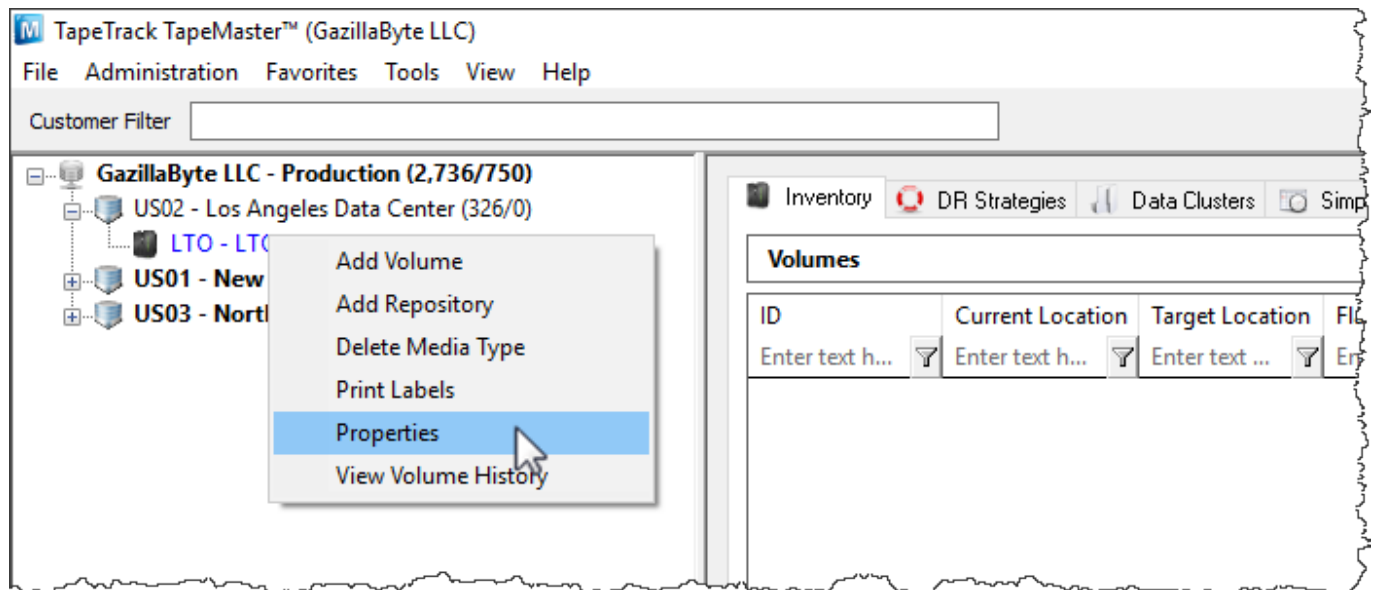 TapeTrack TapeMaster™ (GazillaByte LLC)
File Administration Favorites Tools View Help
Customer Filter
GazillaByte LLC - Production (2,736/750)
US02 - Los Angeles Data Center (326/0)
LTO - LTO
US01 - New
US03 - North
Add Volume
Add Repository
Delete Media Type
Print Labels
Properties
View Volume History
Inventory DR Strategies Data Clusters Simp
Volumes
ID Current Location Target Location
Enter text h... Enter text h... Enter text ...